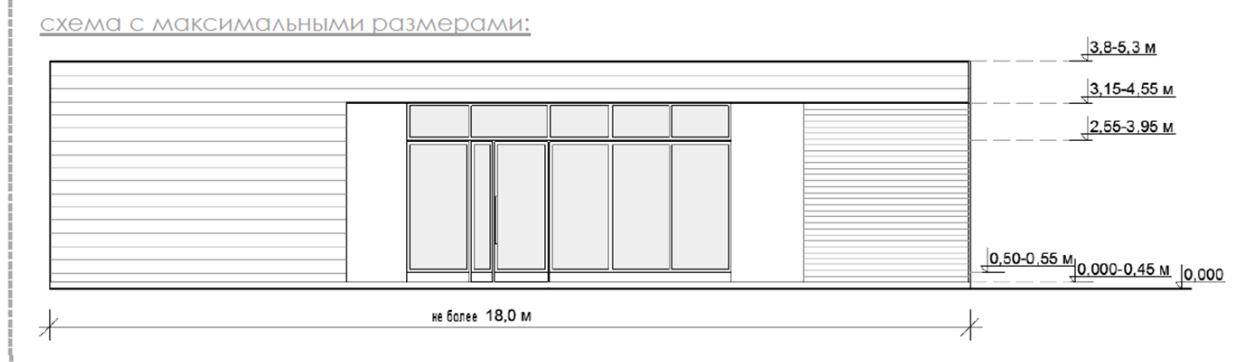 схема с максимальными размерами:
3,8-5,3 м
3,15-4,55 м
2,55-3.95 м
0,50-0,55 м
0.000-0,45 м
0,000
не более 18,0 м